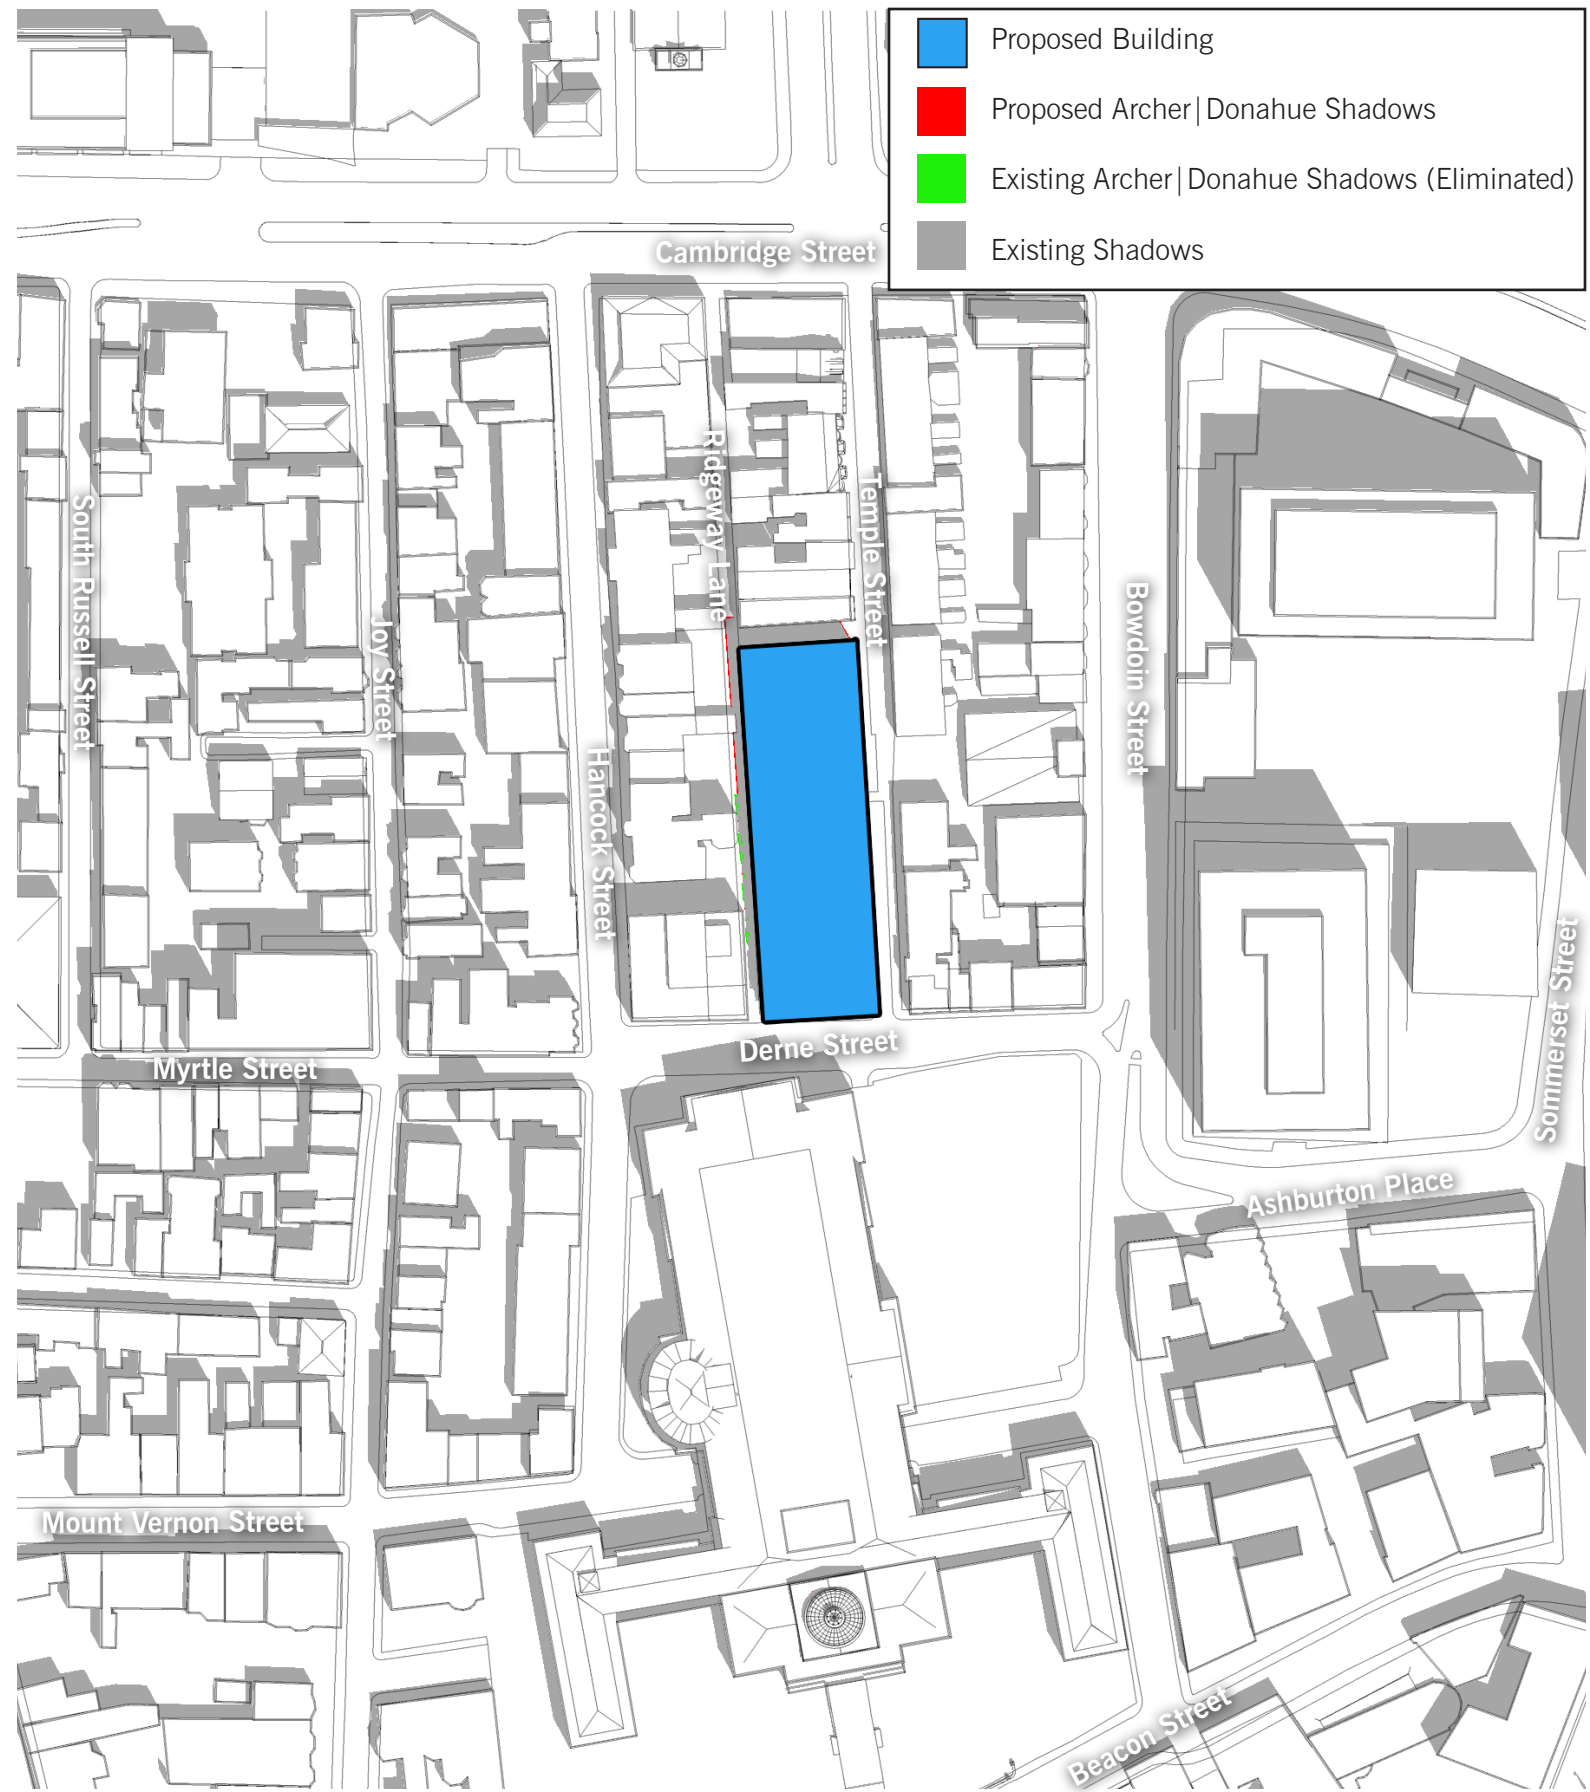 Proposed Building
Proposed Archer|Donahue Shadows
Existing Archer|Donahue Shadows (Eliminated)
Existing Shadows
Cambridge Street
Ridgeway Lane
Temple Street
South Russell Street
Joy Street
Bowdoin Street
Hancock Street
Sommerset Street
Derne Street
Myrtle Street
Ashburton Place
Mount Vernon Street
Beacon Street